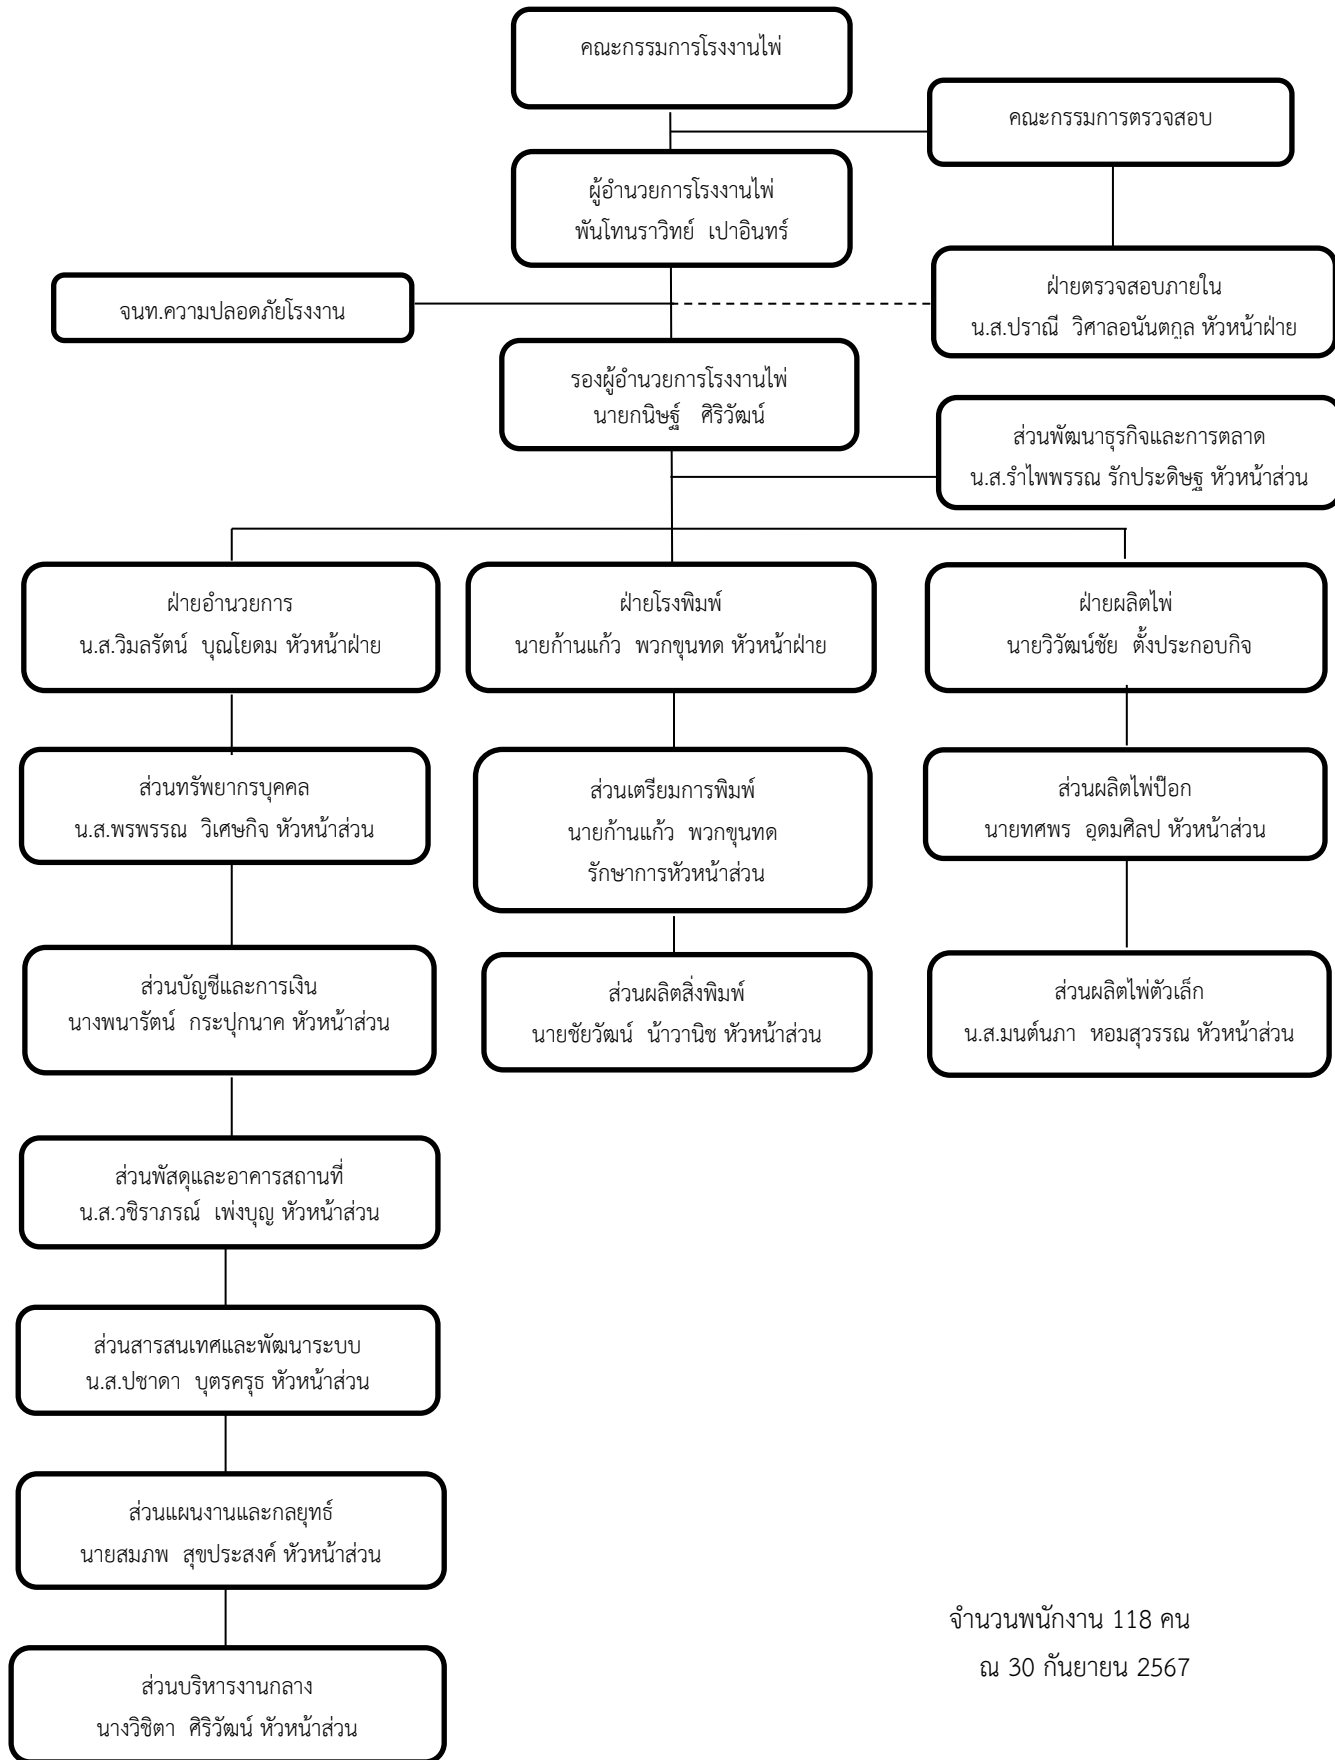 คณะกรรมการโรงงานไพ่
คณะกรรมการตรวจสอบ
ผู้อำนวยการโรงงานไพ่
พันโทนราวิทย์ เปาอินทร์
จนท.ความปลอดภัยโรงงาน
ฝ่ายตรวจสอบภายใน
น.ส.ปราณี วิศาลอนันตกูล หัวหน้าฝ่าย
รองผู้อำนวยการโรงงานไพ่
นายกนิษฐ์ ศิริวัฒน์
ส่วนพัฒนาธุรกิจและการตลาด
น.ส.รำไพพรรณ รักประดิษฐ หัวหน้าส่วน
ฝ่ายอำนวยการ
น.ส.วิมลรัตน์ บุณโยดม หัวหน้าฝ่าย
ฝ่ายโรงพิมพ์
นายก้านแก้ว พวกขุนทด หัวหน้าฝ่าย
ฝ่ายผลิตไพ่
นายวิวัฒน์ชัย ตั้งประกอบกิจ
ส่วนทรัพยากรบุคคล
น.ส.พรพรรณ วิเศษกิจ หัวหน้าส่วน
ส่วนเตรียมการพิมพ์
นายก้านแก้ว พวกขุนทด
รักษาการหัวหน้าส่วน
ส่วนผลิตไพ่ป๊อก
นายทศพร อุดมศิลป หัวหน้าส่วน
ส่วนบัญชีและการเงิน
นางพนารัตน์ กระปุกนาค หัวหน้าส่วน
ส่วนผลิตสิ่งพิมพ์
นายชัยวัฒน์ น้าวานิช หัวหน้าส่วน
ส่วนผลิตไพ่ตัวเล็ก
น.ส.มนต์นภา หอมสุวรรณ หัวหน้าส่วน
ส่วนพัสดุและอาคารสถานที่
น.ส.วชิราภรณ์ เพ่งบุญ หัวหน้าส่วน
ส่วนสารสนเทศและพัฒนาระบบ
น.ส.ปชาดา บุตรครุธ หัวหน้าส่วน
ส่วนแผนงานและกลยุทธ์
นายสมภพ สุขประสงค์ หัวหน้าส่วน
ส่วนบริหารงานกลาง
นางวิชิตา ศิริวัฒน์ หัวหน้าส่วน
จำนวนพนักงาน 118 คน
ณ 30 กันยายน 2567